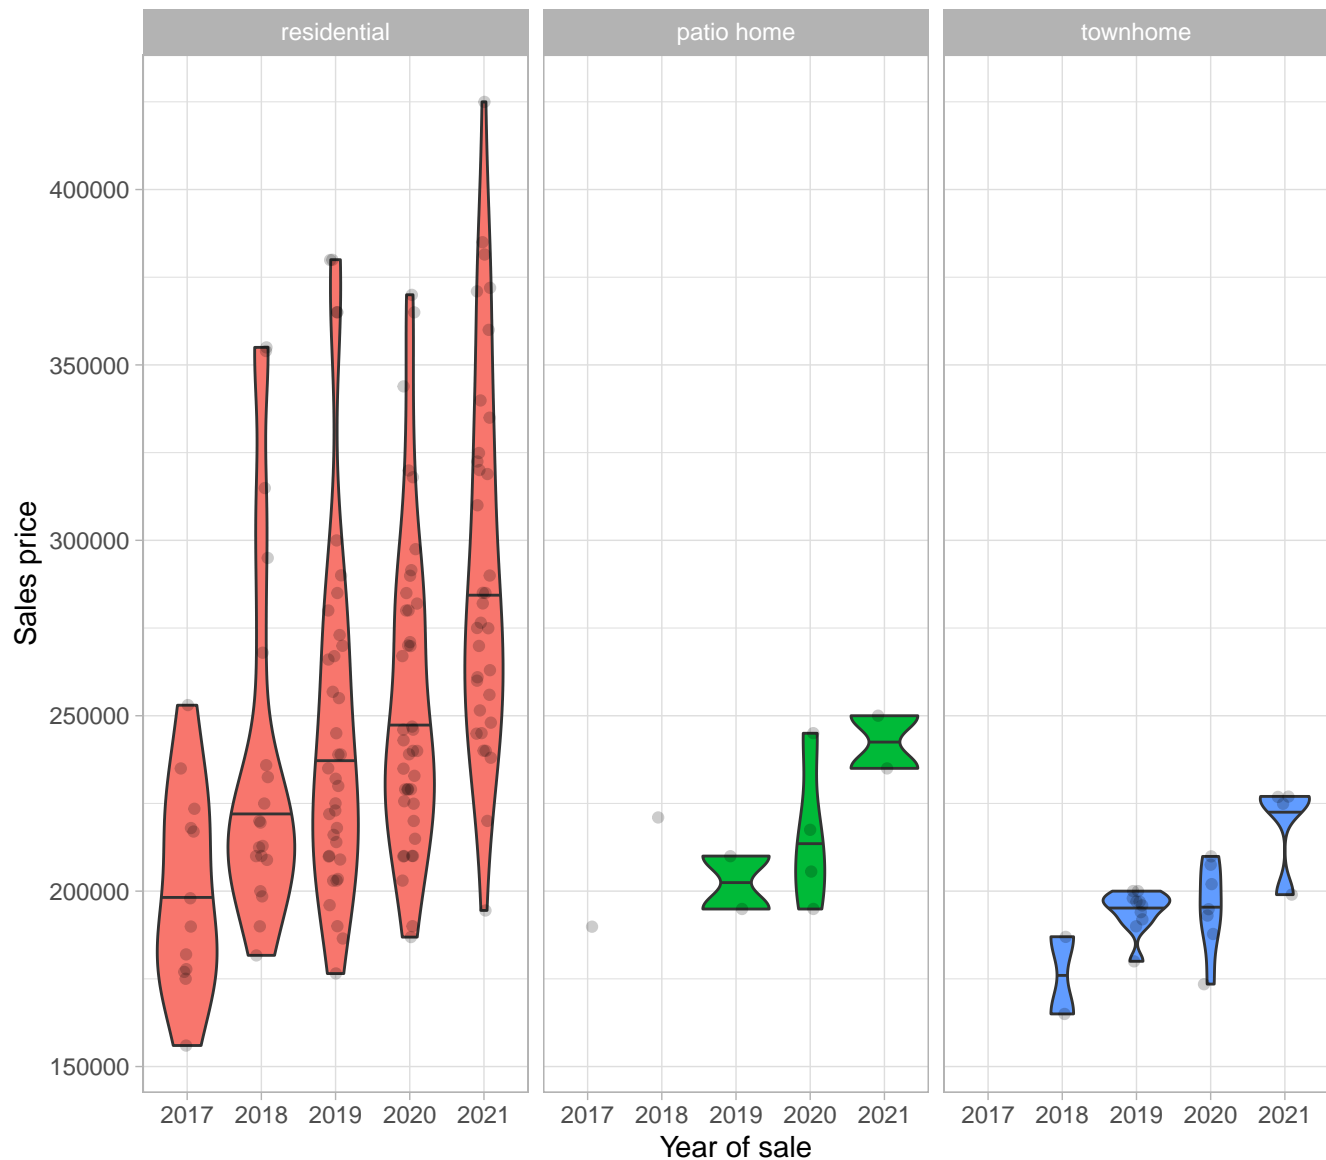 residential patio home townhome
400000
350000
300000
250000
200000
150000
Sales price
2017 2018 2019 2020 2021 2017 2018 2019 2020 2021 2017 2018 2019 2020 2021
Year of sale